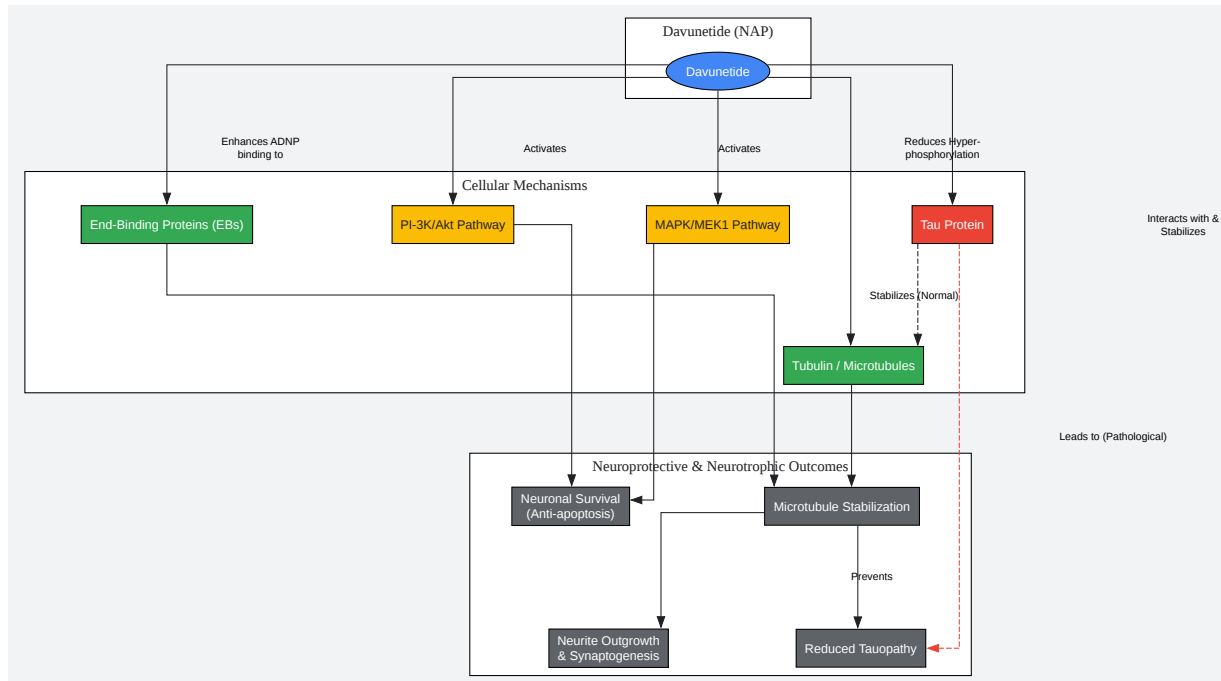 Davunetide (NAP)
Davunetide
Enhances ADNP
binding to
Activates
Activates
Reduces Hyper-
phosphorylation
Cellular Mechanisms
End-Binding Proteins (EBs)
PI-3K/Akt Pathway
MAPK/MEK1 Pathway
Tau Protein
Interacts with &
Stabilizes
Stabilizes (Normal)
Tubulin / Microtubules
Leads to (Pathological)
Neuroprotective & Neurotrophic Outcomes
Neuronal Survival
(Anti-apoptosis)
Microtubule Stabilization
Prevents
Neurite Outgrowth
& Synaptogenesis
Reduced Tauopathy